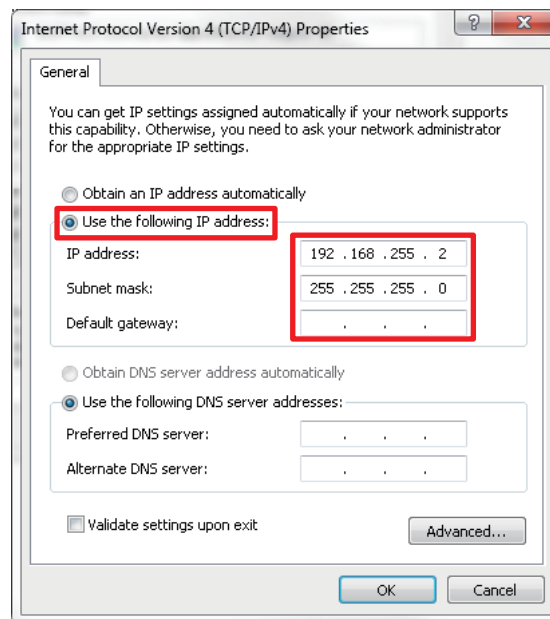 Internet Protocol Version 4 (TCP/IPv4) Properties
? X
General
You can get IP settings assigned automatically if your network supports
this capability. Otherwise, you need to ask your network administrator
for the appropriate IP settings.
Obtain an IP address automatically
Use the following IP address:
IP address: 192 . 168 . 255 . 2
Subnet mask: 255 . 255 . 255 . 0
Default gateway: . . .
Obtain DNS server address automatically
Use the following DNS server addresses:
Preferred DNS server: . . .
Alternate DNS server: . . .
Validate settings upon exit
Advanced...
OK Cancel